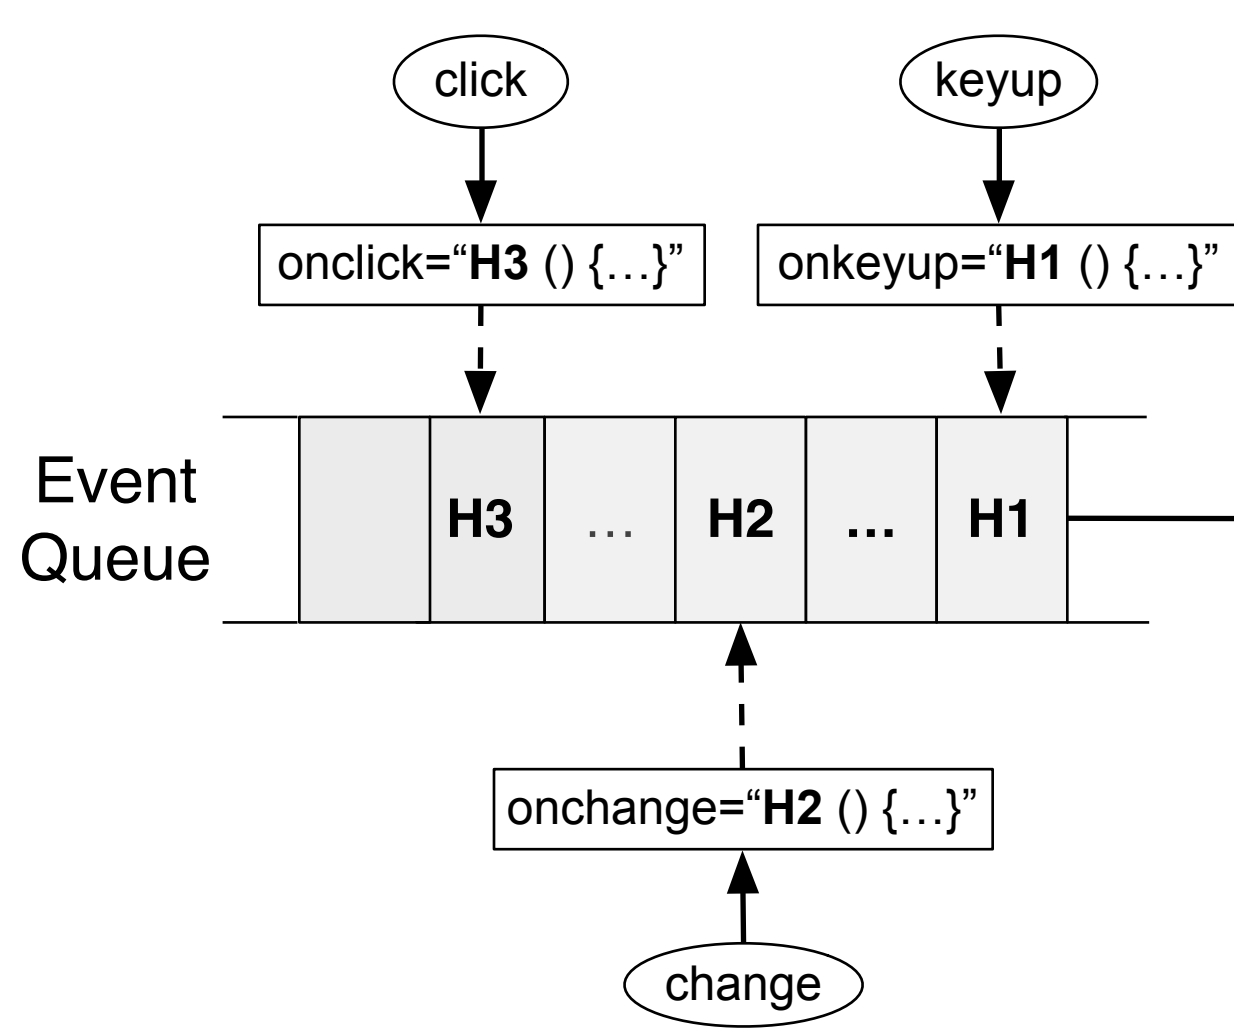 click
keyup
onclick=“H3 () {…}”
onkeyup=“H1 () {…}”
Event
Queue
H3
…
H2
…
H1
onchange=“H2 () {…}”
change